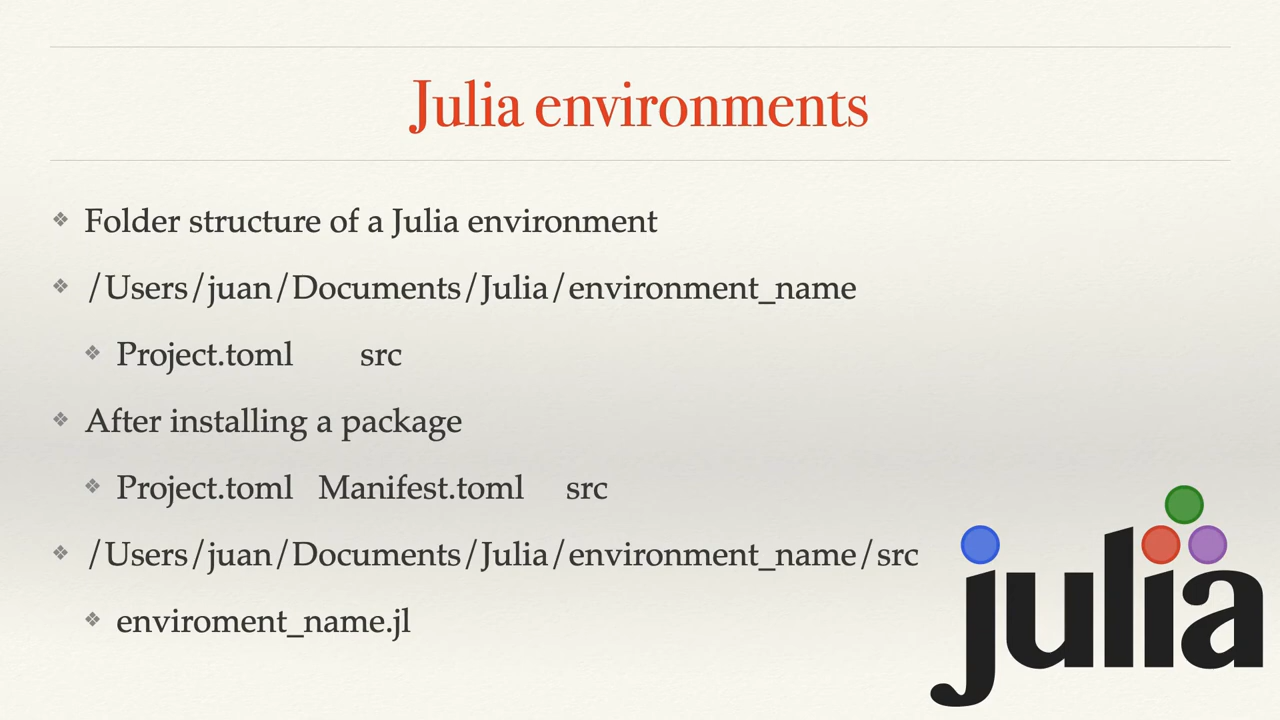 Julia environments
Folder structure of a Julia environment
/Users/juan/Documents/Julia/environment_name
Project.toml src
After installing a package
Project.toml Manifest.toml src
/Users/juan/Documents/Julia/environment_name/src
enviroment_name.jl
julia